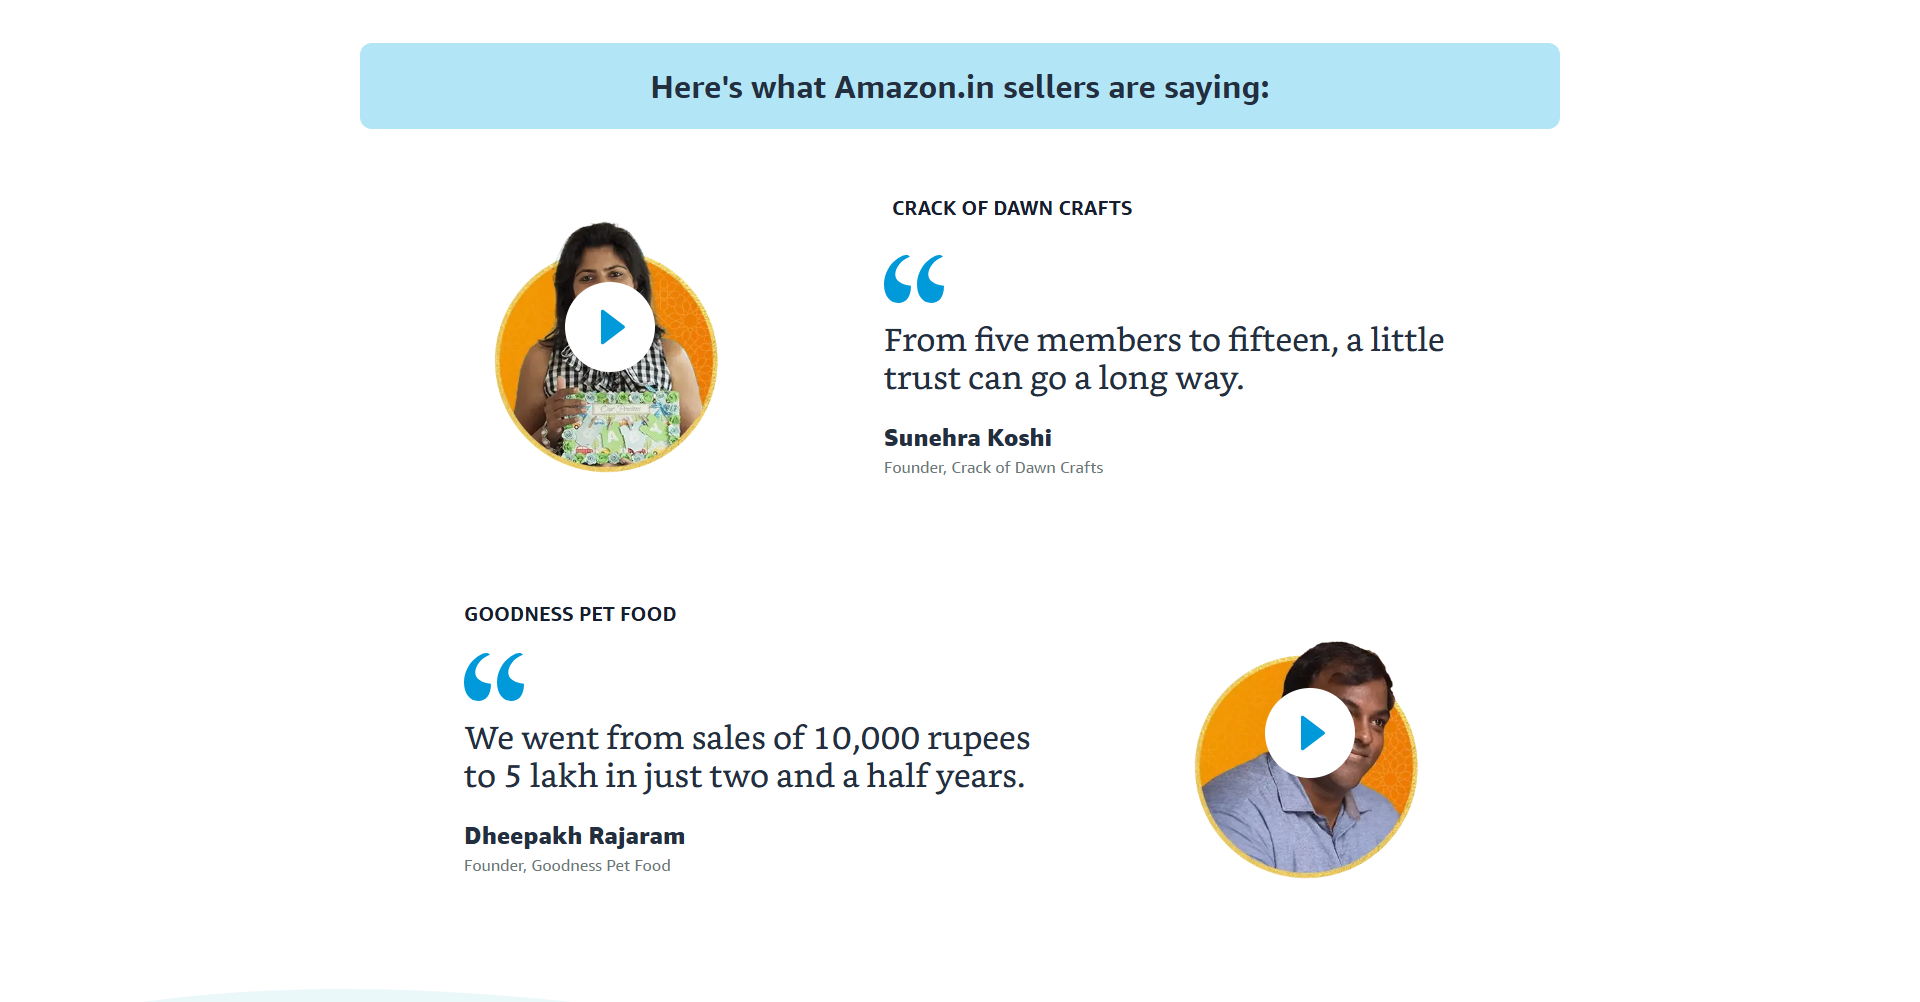 Here's what Amazon.in sellers are saying:
CRACK OF DAWN CRAFTS
“
From five members to fifteen, a little
trust can go a long way.
Sunehra Koshi
Founder, Crack of Dawn Crafts
GOODNESS PET FOOD
“
We went from sales of 10,000 rupees
to 5 lakh in just two and a half years.
Dheepakh Rajaram
Founder, Goodness Pet Food